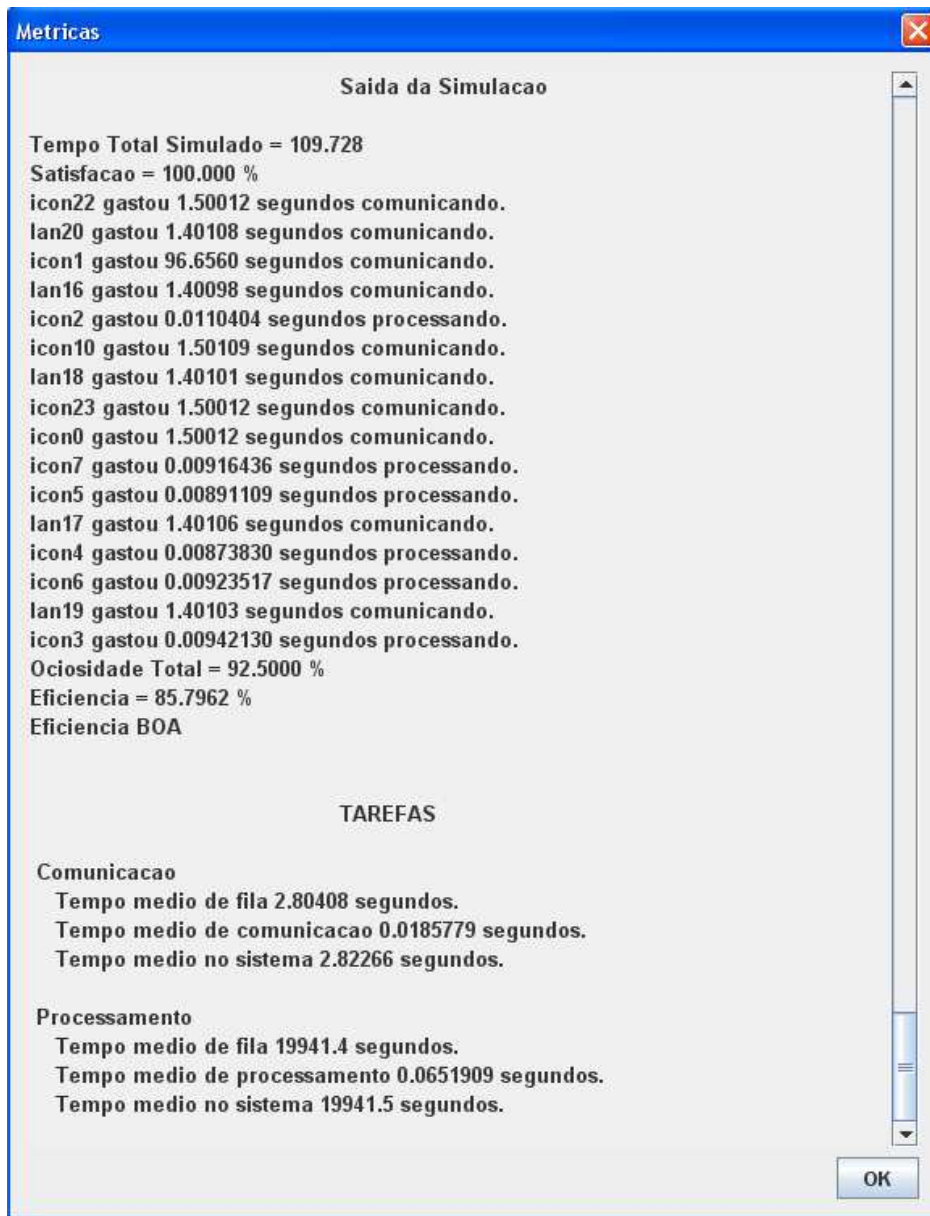 Metricas
Saida da Simulacao
Tempo Total Simulado = 109.728
Satisfacao = 100.000 %
icon22 gastou 1.50012 segundos comunicando.
lan20 gastou 1.40108 segundos comunicando.
icon1 gastou 96.6560 segundos comunicando.
lan16 gastou 1.40098 segundos comunicando.
icon2 gastou 0.0110404 segundos processando.
icon10 gastou 1.50109 segundos comunicando.
lan18 gastou 1.40101 segundos comunicando.
icon23 gastou 1.50012 segundos comunicando.
icon0 gastou 1.50012 segundos comunicando.
icon7 gastou 0.00916436 segundos processando.
icon5 gastou 0.00891109 segundos processando.
lan17 gastou 1.40106 segundos comunicando.
icon4 gastou 0.00873830 segundos processando.
icon6 gastou 0.00923517 segundos processando.
lan19 gastou 1.40103 segundos comunicando.
icon3 gastou 0.00942130 segundos processando.
Ociosidade Total = 92.5000 %
Eficiencia = 85.7962 %
Eficiencia BOA
TAREFAS
Comunicacao
Tempo medio de fila 2.80408 segundos.
Tempo medio de comunicacao 0.0185779 segundos.
Tempo medio no sistema 2.82266 segundos.
Processamento
Tempo medio de fila 19941.4 segundos.
Tempo medio de processamento 0.0651909 segundos.
Tempo medio no sistema 19941.5 segundos.
OK